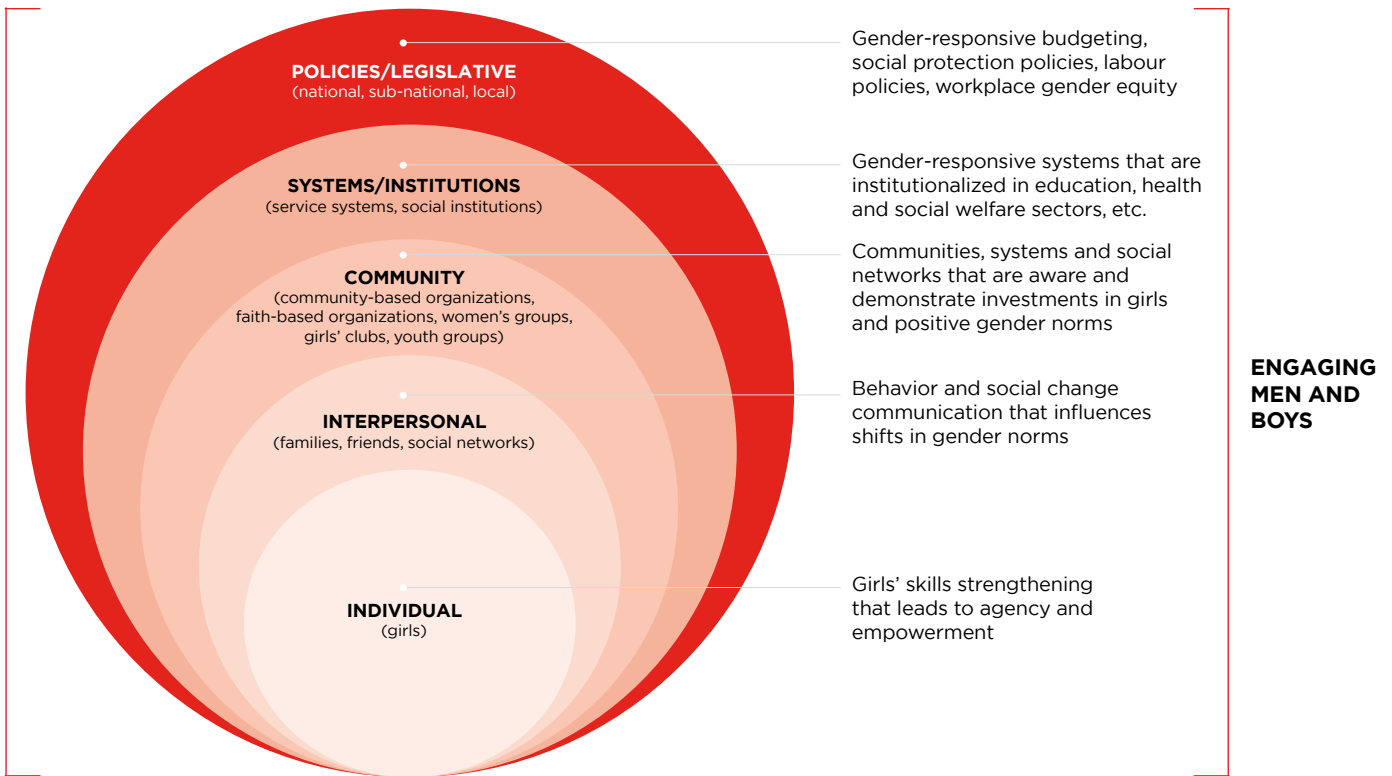 POLICIES/LEGISLATIVE
(national, sub-national, local)
Gender-responsive budgeting,
social protection policies, labour
policies, workplace gender equity
SYSTEMS/INSTITUTIONS
(service systems, social institutions)
Gender-responsive systems that are
institutionalized in education, health
and social welfare sectors, etc.
COMMUNITY
(community-based organizations,
faith-based organizations, women’s groups,
girls’ clubs, youth groups)
Communities, systems and social
networks that are aware and
demonstrate investments in girls
and positive gender norms
INTERPERSONAL
(families, friends, social networks)
Behavior and social change
communication that influences
shifts in gender norms
INDIVIDUAL
(girls)
Girls’ skills strengthening
that leads to agency and
empowerment
ENGAGING
MEN AND
BOYS